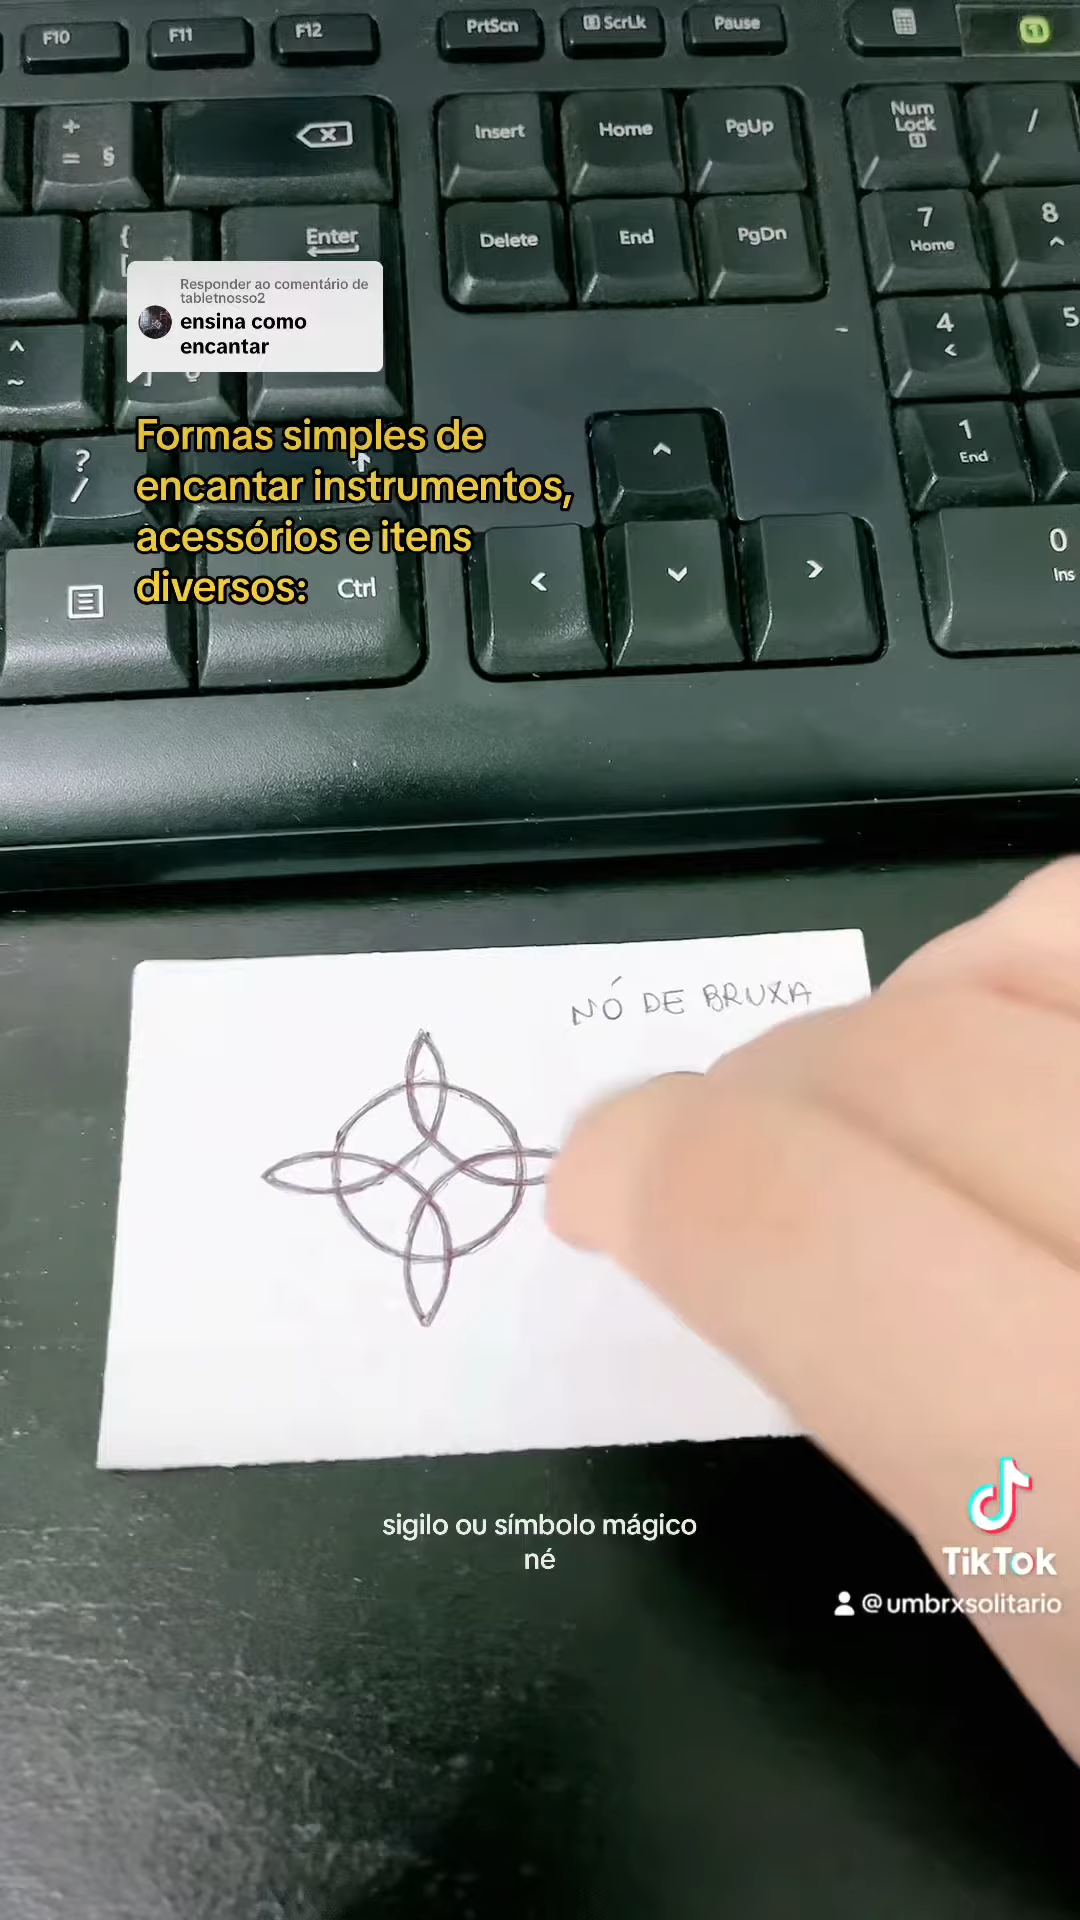 F10 F11 F12 PrtScn ScrLk Pause
+
= §
Insert Home PgUp
Num
Lock
/
{
[
Enter
Delete End PgDn
7
Home
8
^
Responder ao comentário de
tabletnosso2
ensina como
encantar
^
~
]
4
<
5
Formas simples de
encantar instrumentos,
acessórios e itens
diversos:
?
/
^
1
End
Ctrl
< >
0
Ins
NÓ DE BRUXA
sigilo ou símbolo mágico
né
TikTok
@umbrxsolitario